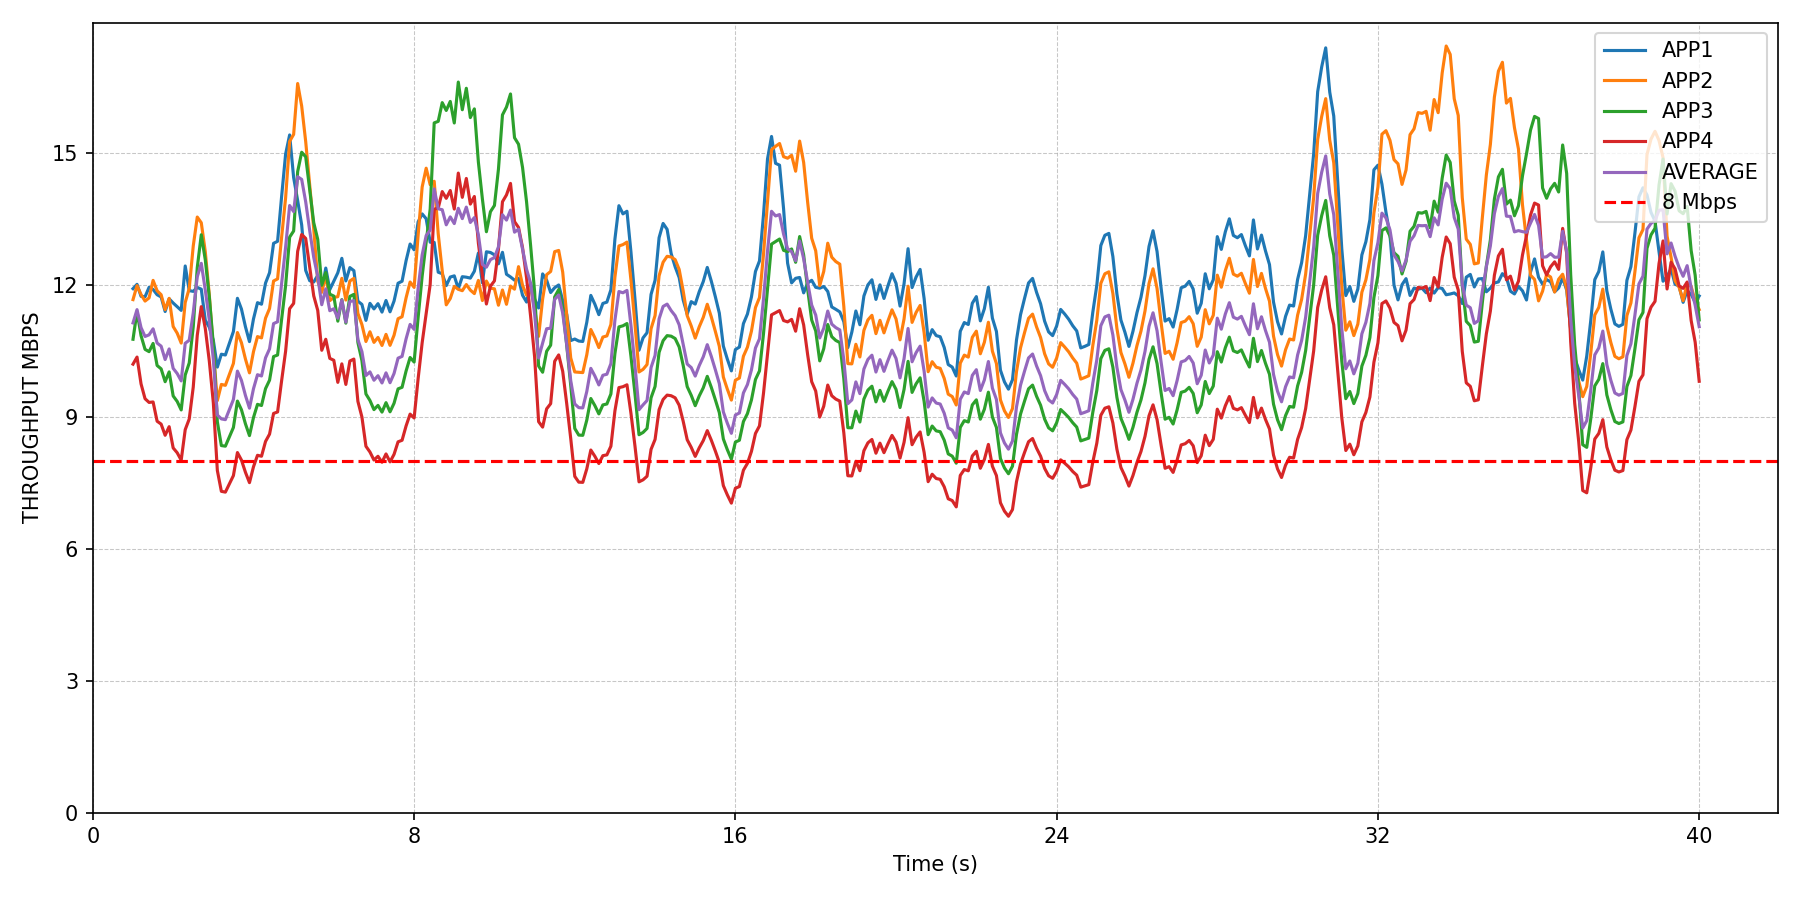 THROUGHPUT MBPS
15
12
9
6
3
0
0 8 16 24 32 40
Time (s)
APP1
APP2
APP3
APP4
AVERAGE
8 Mbps